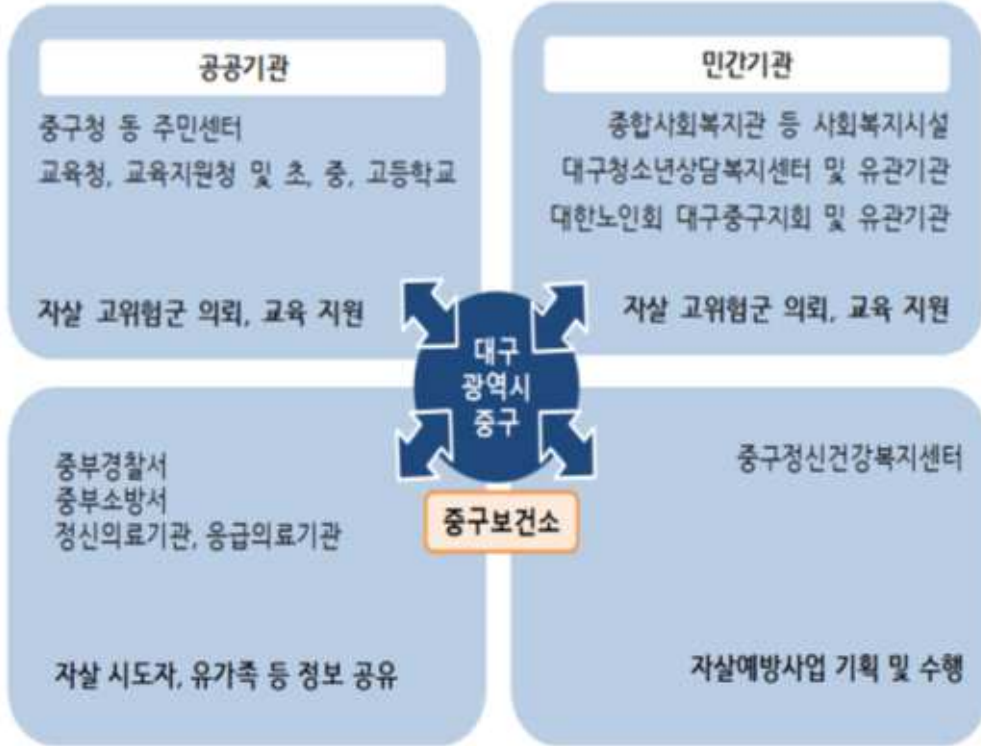 공공기관
중구청 동 주민센터
교육청, 교육지원청 및 초, 중, 고등학교
자살 고위험군 의뢰, 교육 지원
민간기관
종합사회복지관 등 사회복지시설
대구청소년상담복지센터 및 유관기관
대한노인회 대구중구지회 및 유관기관
자살 고위험군 의뢰, 교육 지원
대구
광역시
중구
중구보건소
중부경찰서
중부소방서
정신의료기관, 응급의료기관
자살 시도자, 유가족 등 정보 공유
중구정신건강복지센터
자살예방사업 기획 및 수행